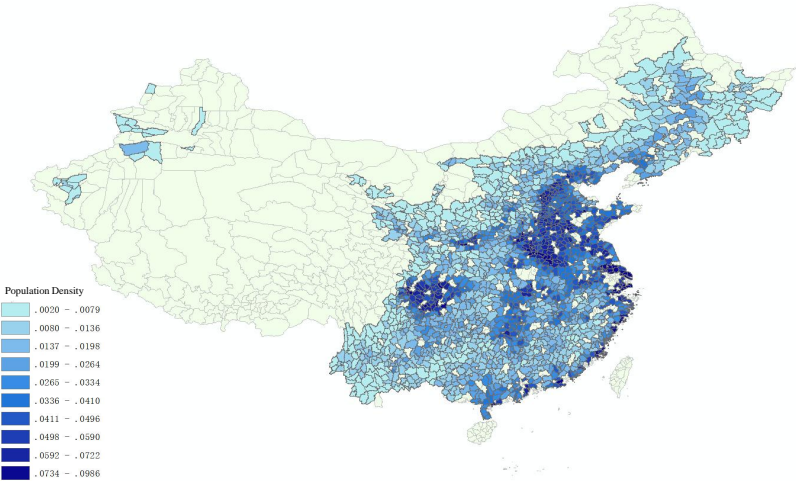 Population Density
.0020 - .0079
.0080 - .0136
.0137 - .0198
.0199 - .0264
.0265 - .0334
.0336 - .0410
.0411 - .0496
.0498 - .0590
.0592 - .0722
.0734 - .0986